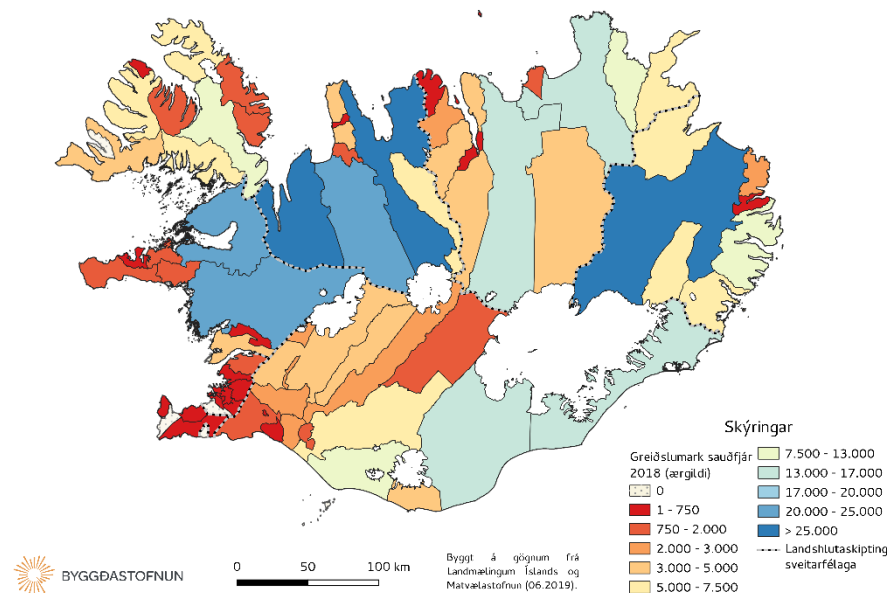 Skýringar
Greiðslumark sauðfjár
2018 (ærgildi)
0
1 - 750
750 - 2.000
2.000 - 3.000
3.000 - 5.000
5.000 - 7.500
7.500 - 13.000
13.000 - 17.000
17.000 - 20.000
20.000 - 25.000
> 25.000
Landshlutaskipting
sveitarfélaga
BYGGÐASTOFNUN
0 50 100 km
Byggt á gögnum frá
Landmælingum Íslands og
Matvælastofnun (06.2019).